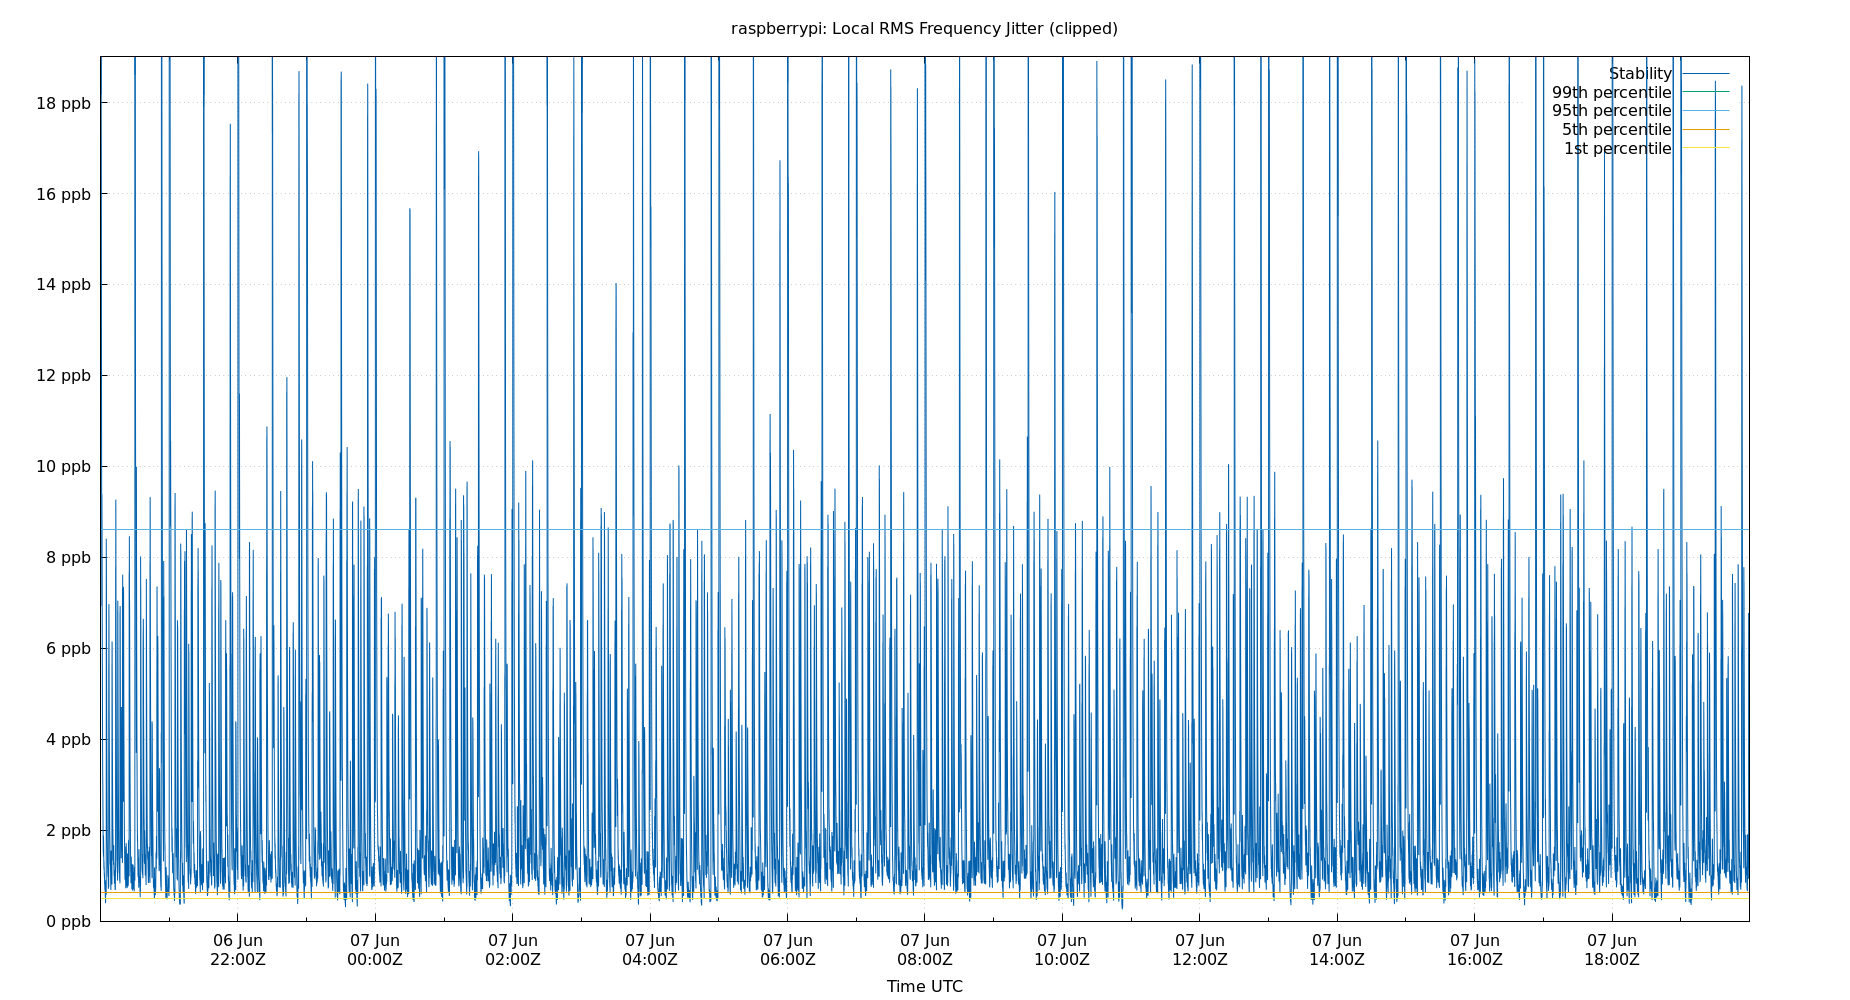 raspberrypi: Local RMS Frequency Jitter (clipped)
Stability
99th percentile
95th percentile
5th percentile
1st percentile
18 ppb
16 ppb
14 ppb
12 ppb
10 ppb
8 ppb
6 ppb
4 ppb
2 ppb
0 ppb
06 Jun 07 Jun 07 Jun 07 Jun 07 Jun 07 Jun 07 Jun 07 Jun 07 Jun 07 Jun 07 Jun
22:00Z 00:00Z 02:00Z 04:00Z 06:00Z 08:00Z 10:00Z 12:00Z 14:00Z 16:00Z 18:00Z
Time UTC